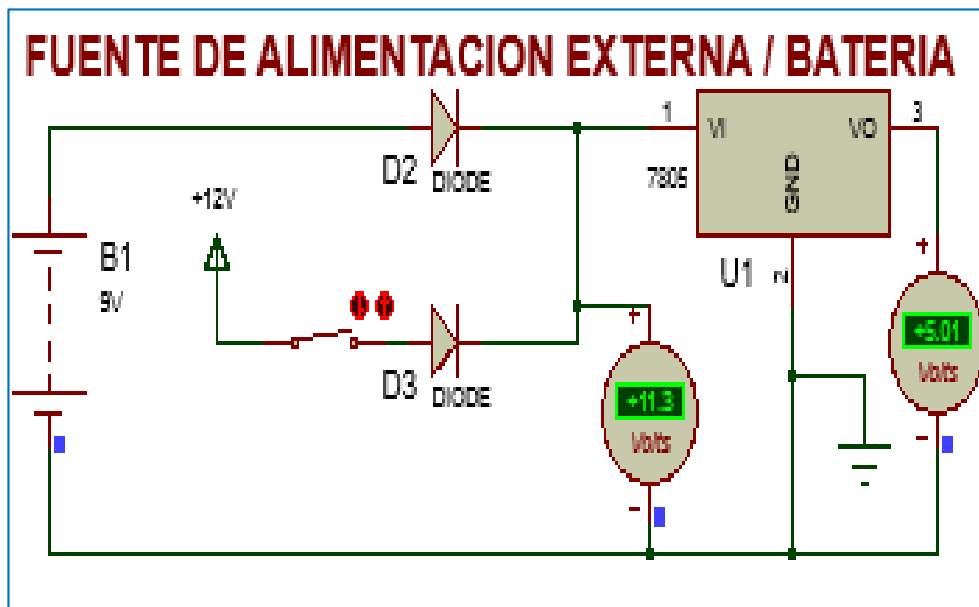 FUENTE DE ALIMENTACION EXTERNA / BATERIA
1
VI
VO
3
D2
DIODE
7805
GND
+12V
B1
9V
U1
2
+
+5.01
Volts
-
D3
DIODE
+
+11.3
Volts
-